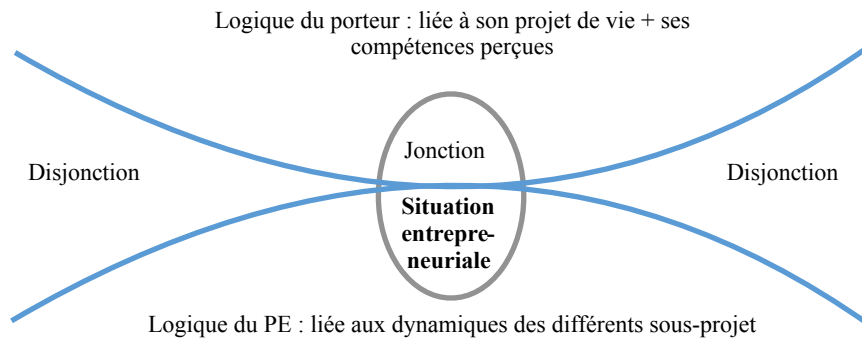 Logique du porteur : liée à son projet de vie + ses
compétences perçues
Jonction
Disjonction
Disjonction
Situation
entrepre-
neuriale
Logique du PE : liée aux dynamiques des différents sous-projet